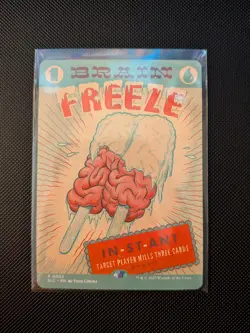 1
BRAIN
FREEZE
IN-ST-ANT
TARGET PLAYER MILLS THREE CARDS